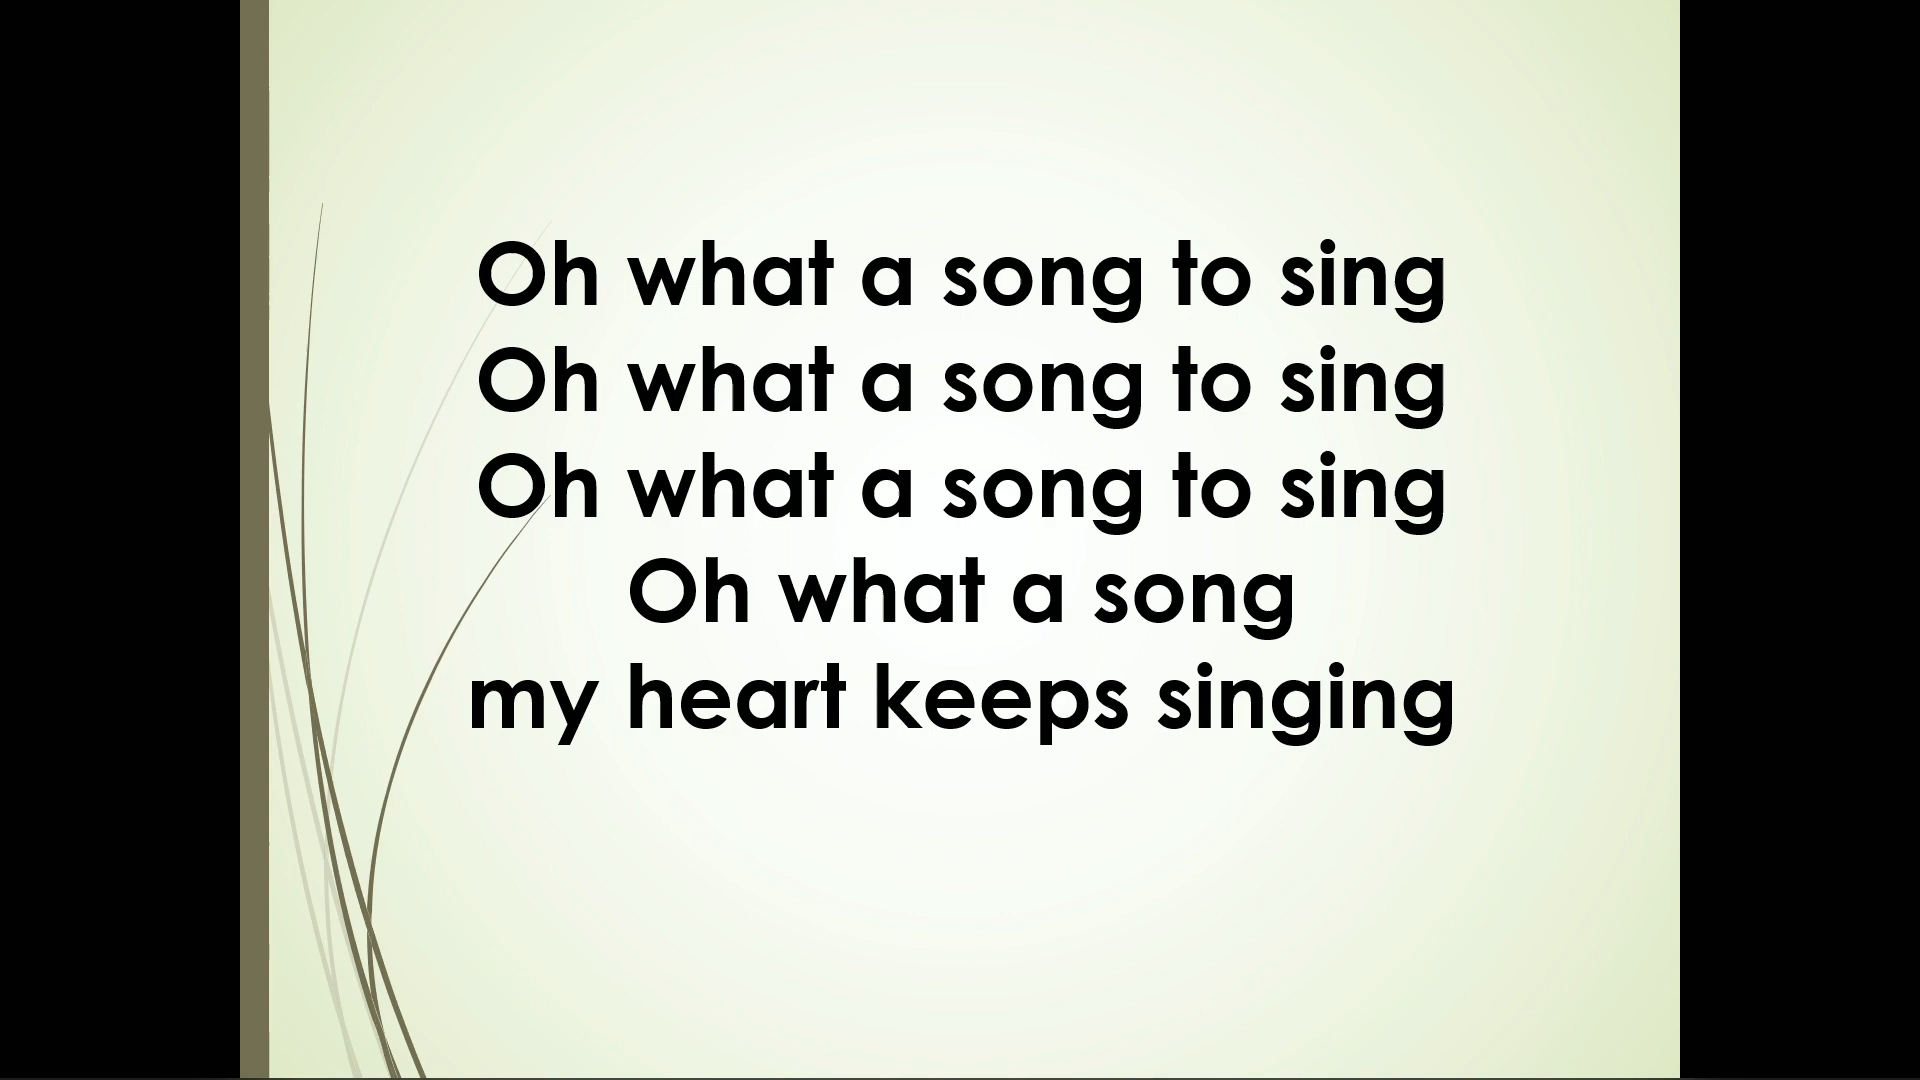 Oh what a song to sing
Oh what a song to sing
Oh what a song to sing
Oh what a song
my heart keeps singing